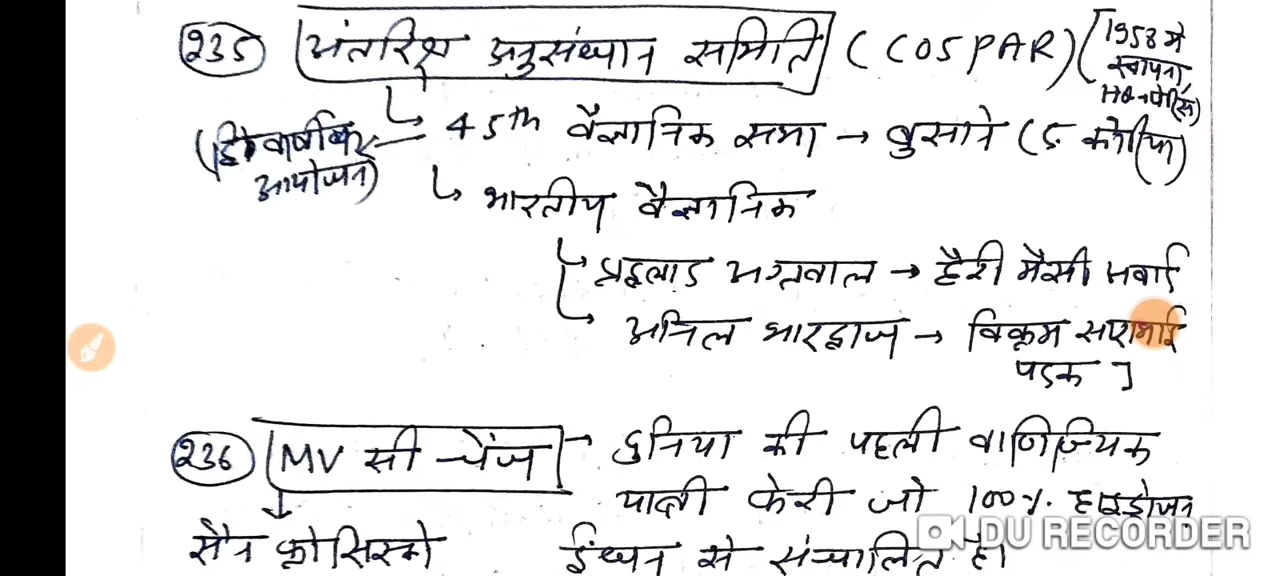 235 अंतरिक्ष अनुसंधान समिति (COSPAR) [1958 मे स्थापना, HQ→पेरिस)
(द्विवार्षिक आयोजन)
↳ 45th वैज्ञानिक सभा → बुसान (द. कोरिया)
↳ भारतीय वैज्ञानिक
↳ प्रहलाद अग्रवाल → हैरी मैसी अवार्ड
↳ अनिल भारद्वाज → विक्रम साराभाई
पदक ]
236 MV सी चेंज → दुनिया की पहली वाणिज्यिक
यात्री फेरी जो 100% हाइड्रोजन
सैन फ्रांसिस्को ईंधन से संचालित है।
DU RECORDER